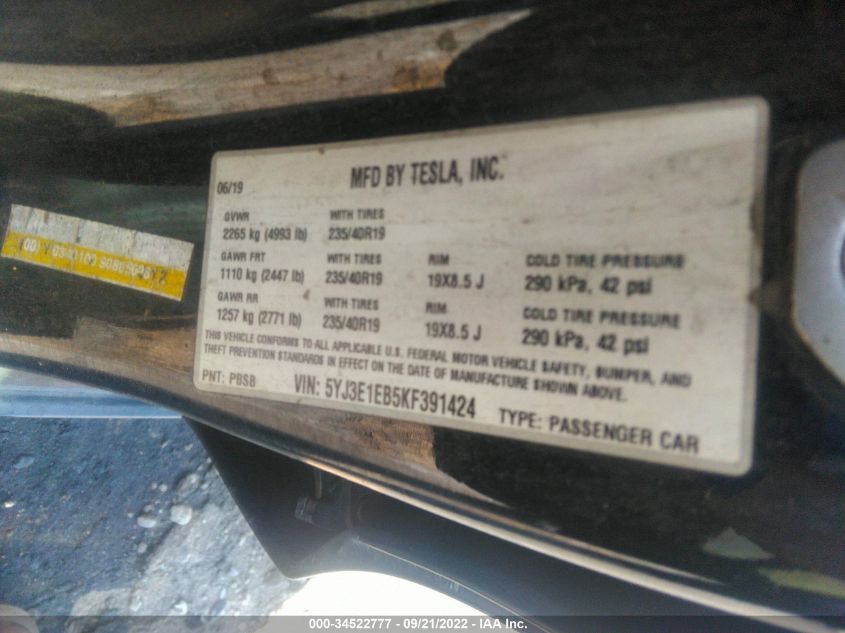 06/19 MFD BY TESLA, INC.
GVWR WITH TIRES
2265 kg (4993 lb) 235/40R19
GAWR FRT WITH TIRES RIM COLD TIRE PRESSURE
1110 kg (2447 lb) 235/40R19 19X8.5 J 290 kPa, 42 psi
GAWR RR WITH TIRES RIM COLD TIRE PRESSURE
1257 kg (2771 lb) 235/40R19 19X8.5 J 290 kPa, 42 psi
THIS VEHICLE CONFORMS TO ALL APPLICABLE U.S. FEDERAL MOTOR VEHICLE SAFETY, BUMPER, AND
THEFT PREVENTION STANDARDS IN EFFECT ON THE DATE OF MANUFACTURE SHOWN ABOVE.
PNT: PBSB VIN: 5YJ3E1EB5KF391424 TYPE: PASSENGER CAR
000-34522777 - 09/21/2022 - IAA Inc.